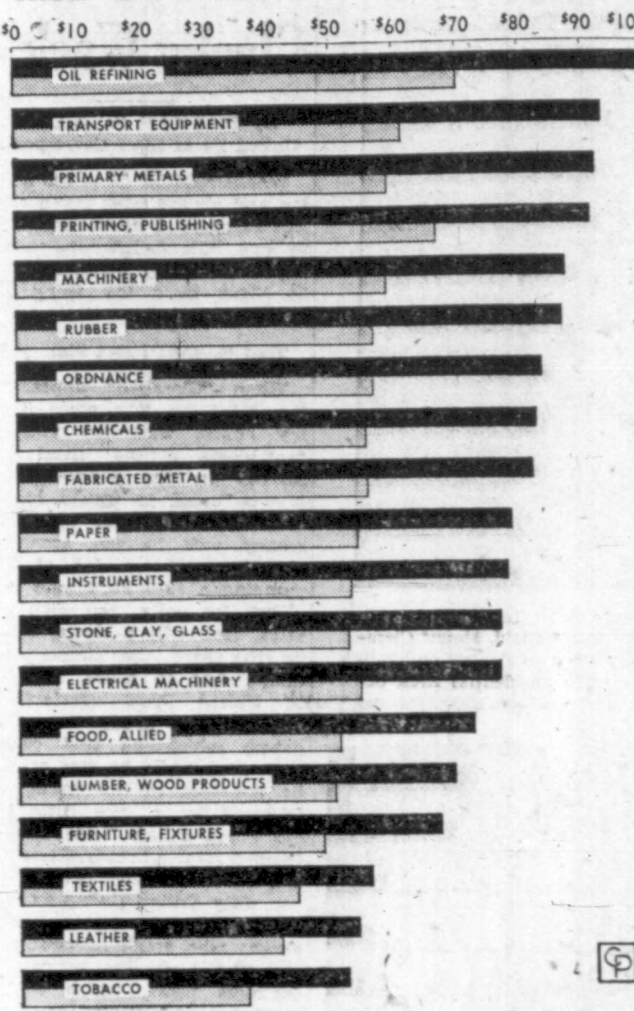 $0 $10 $20 $30 $40 $50 $60 $70 $80 $90 $10
OIL REFINING
TRANSPORT EQUIPMENT
PRIMARY METALS
PRINTING, PUBLISHING
MACHINERY
RUBBER
ORDNANCE
CHEMICALS
FABRICATED METAL
PAPER
INSTRUMENTS
STONE, CLAY, GLASS
ELECTRICAL MACHINERY
FOOD, ALLIED
LUMBER, WOOD PRODUCTS
FURNITURE, FIXTURES
TEXTILES
LEATHER
TOBACCO
CP